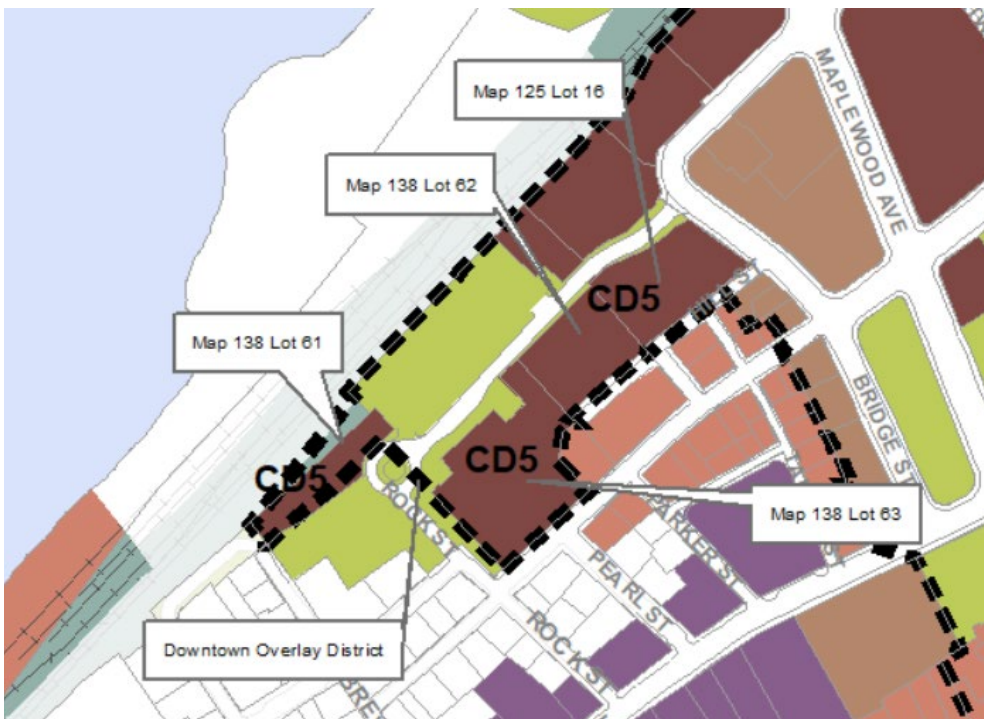 Map 125 Lot 16
MAPLEWOOD AVE
Map 138 Lot 62
CD5
Map 138 Lot 61
BRIDGE ST
CD5
CD5
ROCK ST
Map 138 Lot 63
PARKER ST
PEARL ST
ROCK ST
Downtown Overlay District